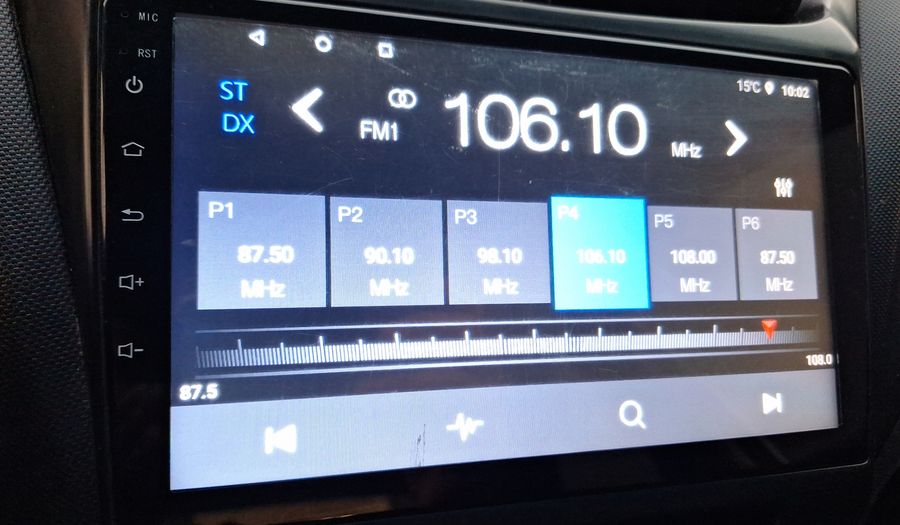 MIC
RST
15°C 10:02
ST
DX
FM1
106.10
MHz
P1
87.50
MHz
P2
90.10
MHz
P3
98.10
MHz
P4
106.10
MHz
P5
108.00
MHz
P6
87.50
MHz
87.5
108.0